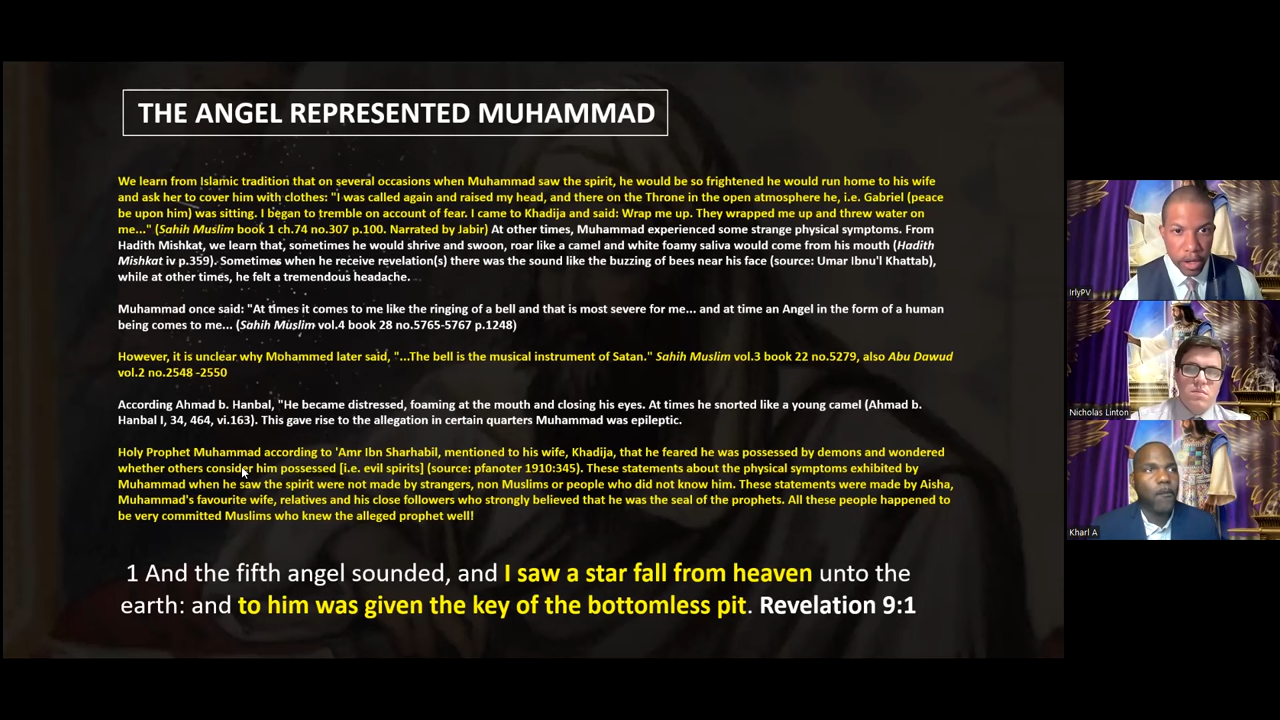 THE ANGEL REPRESENTED MUHAMMAD
We learn from Islamic tradition that on several occasions when Muhammad saw the spirit, he would be so frightened he would run home to his wife
and ask her to cover him with clothes: "I was called again and raised my head, and there on the Throne in the open atmosphere he, i.e. Gabriel (peace
be upon him) was sitting. I began to tremble on account of fear. I came to Khadija and said: Wrap me up. They wrapped me up and threw water on
me..." (Sahih Muslim book 1 ch.74 no.307 p.100. Narrated by Jabir) At other times, Muhammad experienced some strange physical symptoms. From
Hadith Mishkat, we learn that, sometimes he would shrive and swoon, roar like a camel and white foamy saliva would come from his mouth (Hadith
Mishkat iv p.359). Sometimes when he receive revelation(s) there was the sound like the buzzing of bees near his face (source: Umar Ibnu'l Khattab),
while at other times, he felt a tremendous headache.
Muhammad once said: "At times it comes to me like the ringing of a bell and that is most severe for me... and at time an Angel in the form of a human
being comes to me... (Sahih Muslim vol.4 book 28 no.5765-5767 p.1248)
However, it is unclear why Mohammed later said, "...The bell is the musical instrument of Satan." Sahih Muslim vol.3 book 22 no.5279, also Abu Dawud
vol.2 no.2548 -2550
According Ahmad b. Hanbal, "He became distressed, foaming at the mouth and closing his eyes. At times he snorted like a young camel (Ahmad b.
Hanbal I, 34, 464, vi.163). This gave rise to the allegation in certain quarters Muhammad was epileptic.
Holy Prophet Muhammad according to 'Amr Ibn Sharhabil, mentioned to his wife, Khadija, that he feared he was possessed by demons and wondered
whether others consider him possessed [i.e. evil spirits] (source: pfanoter 1910:345). These statements about the physical symptoms exhibited by
Muhammad when he saw the spirit were not made by strangers, non Muslims or people who did not know him. These statements were made by Aisha,
Muhammad's favourite wife, relatives and his close followers who strongly believed that he was the seal of the prophets. All these people happened to
be very committed Muslims who knew the alleged prophet well!
1 And the fifth angel sounded, and I saw a star fall from heaven unto the
earth: and to him was given the key of the bottomless pit. Revelation 9:1
IrlyPV
Nicholas Linton
Kharl A